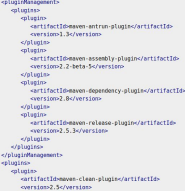 <pluginManagement>
<plugins>
<plugin>
<artifactId>maven-antrun-plugin</artifactId>
<version>1.3</version>
</plugin>
<plugin>
<artifactId>maven-assembly-plugin</artifactId>
<version>2.2-beta-5</version>
</plugin>
<plugin>
<artifactId>maven-dependency-plugin</artifactId>
<version>2.8</version>
</plugin>
<plugin>
<artifactId>maven-release-plugin</artifactId>
<version>2.5.3</version>
</plugin>
</plugins>
</pluginManagement>
<plugins>
<plugin>
<artifactId>maven-clean-plugin</artifactId>
<version>2.5</version>